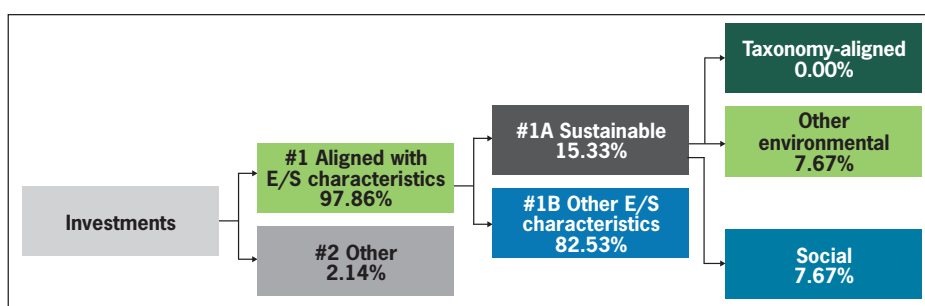 Investments
#1 Aligned with
E/S characteristics
97.86%
#2 Other
2.14%
#1A Sustainable
15.33%
#1B Other E/S
characteristics
82.53%
Taxonomy-aligned
0.00%
Other
environmental
7.67%
Social
7.67%